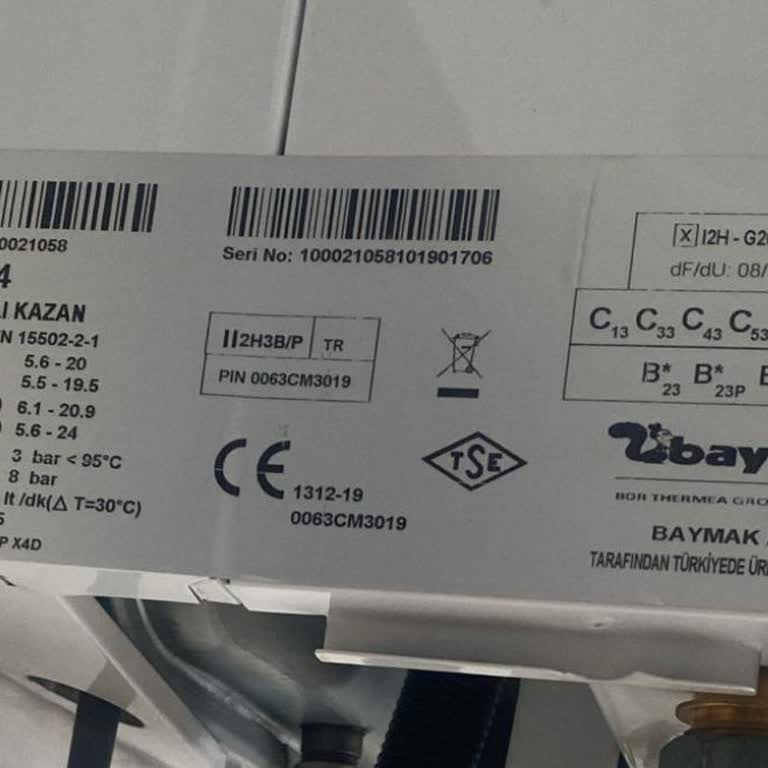 0021058
4
I KAZAN
N 15502-2-1
5.6 - 20
5.5 - 19.5
) 6.1 - 20.9
) 5.6 - 24
3 bar < 95°C
8 bar
lt /dk(Δ T=30°C)
5
P X4D
Seri No: 100021058101901706
II2H3B/P TR
PIN 0063CM3019
CE 1312-19
0063CM3019
TSE
X I2H - G2
dF/dU: 08/
C13 C33 C43 C53
B*23 B*23P
bay
BDR THERMEA GRO
BAYMAK
TARAFINDAN TÜRKİYEDE ÜR